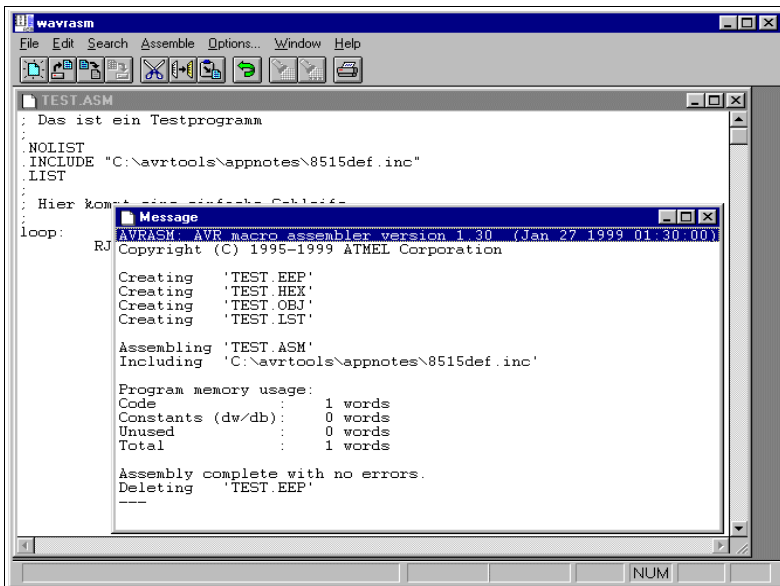 wavrasm
File Edit Search Assemble Options... Window Help
TEST.ASM
; Das ist ein Testprogramm
;
.NOLIST
.INCLUDE "C:\avrtools\appnotes\8515def.inc"
.LIST
;
; Hier kommt eine einfache Schleife
;
loop:
RJ
Message
AVRASM: AVR macro assembler version 1.30 (Jan 27 1999 01:30:00)
Copyright (C) 1995-1999 ATMEL Corporation
Creating 'TEST.EEP'
Creating 'TEST.HEX'
Creating 'TEST.OBJ'
Creating 'TEST.LST'
Assembling 'TEST.ASM'
Including 'C:\avrtools\appnotes\8515def.inc'
Program memory usage:
Code : 1 words
Constants (dw/db): 0 words
Unused : 0 words
Total : 1 words
Assembly complete with no errors.
Deleting 'TEST.EEP'
---
NUM